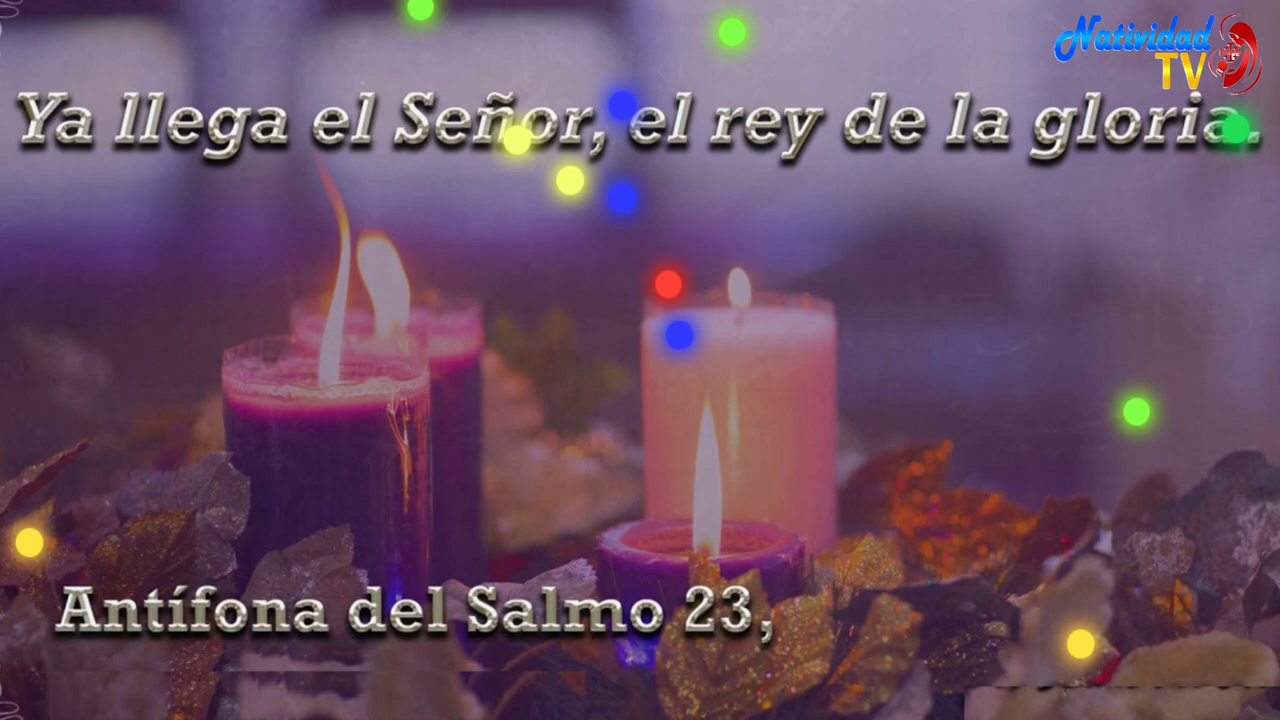 Natividad
TV
Ya llega el Señor, el rey de la gloria.
Antífona del Salmo 23,